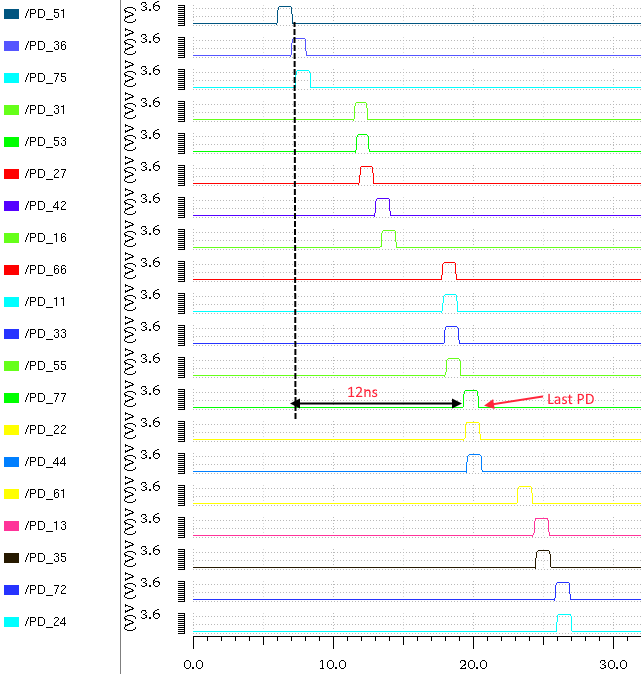 /PD_51 V (V) 3.6
/PD_36 V (V) 3.6
/PD_75 V (V) 3.6
/PD_31 V (V) 3.6
/PD_53 V (V) 3.6
/PD_27 V (V) 3.6
/PD_42 V (V) 3.6
/PD_16 V (V) 3.6
/PD_66 V (V) 3.6
/PD_11 V (V) 3.6
/PD_33 V (V) 3.6
/PD_55 V (V) 3.6
/PD_77 V (V) 3.6
12ns
Last PD
/PD_22 V (V) 3.6
/PD_44 V (V) 3.6
/PD_61 V (V) 3.6
/PD_13 V (V) 3.6
/PD_35 V (V) 3.6
/PD_72 V (V) 3.6
/PD_24 V (V) 3.6
0.0 10.0 20.0 30.0